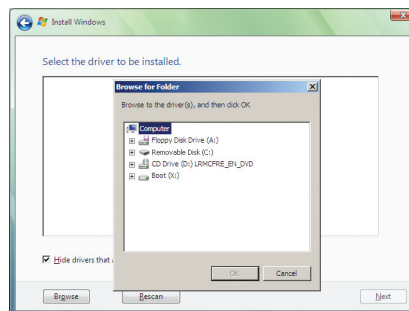 Install Windows
Select the driver to be installed.
Browse for Folder
Browse to the driver(s), and then click OK
Computer
Floppy Disk Drive (A:)
Removable Disk (C:)
CD Drive (D:) LRMCFRE_EN_DVD
Boot (X:)
Hide drivers that
OK
Cancel
Browse
Rescan
Next